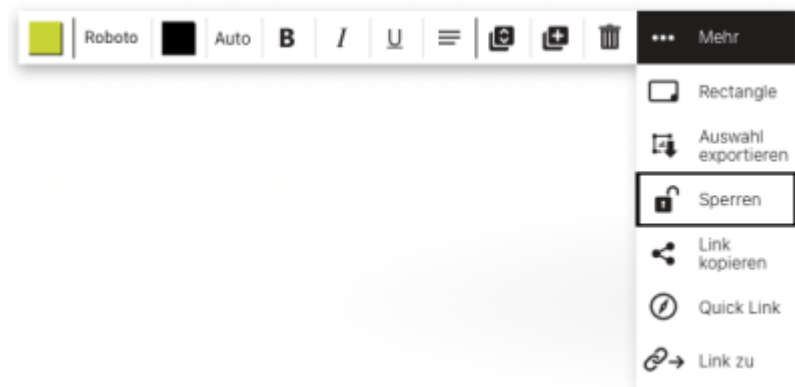 Roboto
Auto
B
I
U
Mehr
Rectangle
Auswahl
exportieren
Sperren
Link
kopieren
Quick Link
Link zu